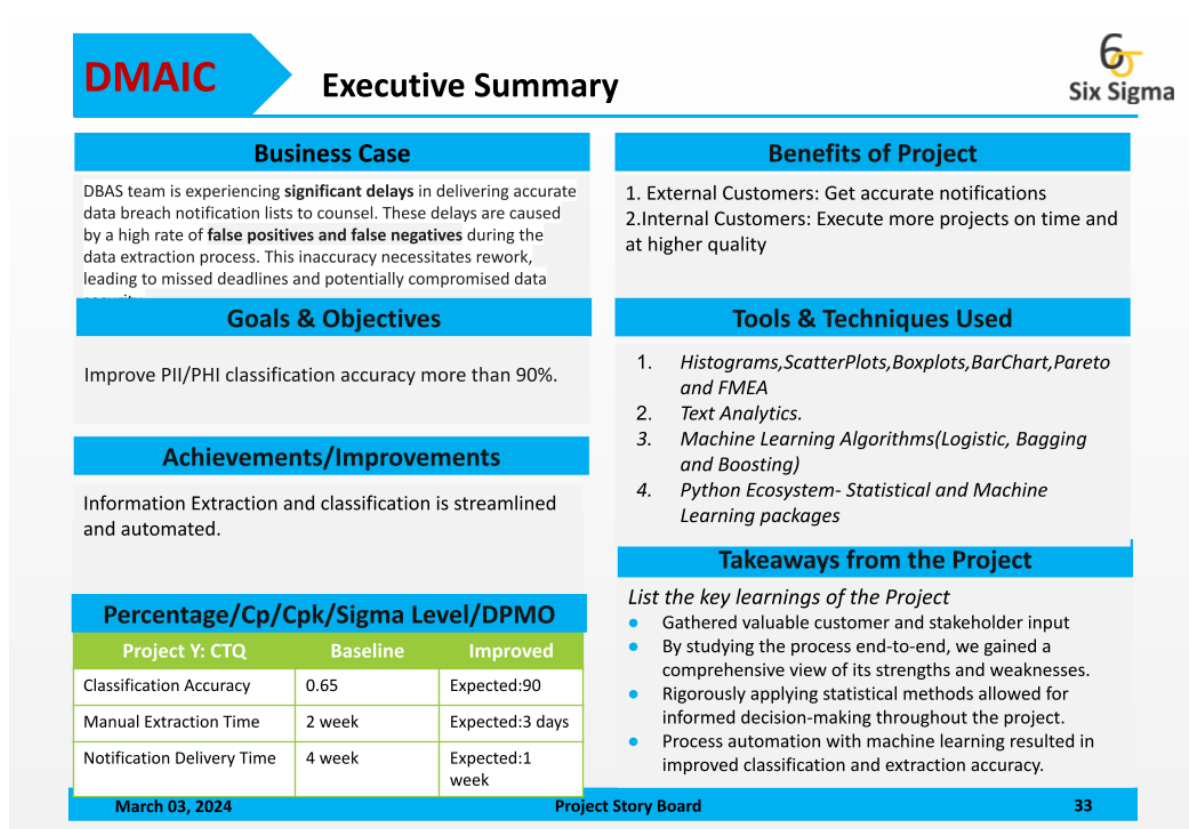 DMAIC
Executive Summary
6σ
Six Sigma
Business Case
DBAS team is experiencing significant delays in delivering accurate
data breach notification lists to counsel. These delays are caused
by a high rate of false positives and false negatives during the
data extraction process. This inaccuracy necessitates rework,
leading to missed deadlines and potentially compromised data
Goals & Objectives
Improve PII/PHI classification accuracy more than 90%.
Achievements/Improvements
Information Extraction and classification is streamlined
and automated.
Percentage/Cp/Cpk/Sigma Level/DPMO
Project Y: CTQ Baseline Improved
Classification Accuracy 0.65 Expected:90
Manual Extraction Time 2 week Expected:3 days
Notification Delivery Time 4 week Expected:1
week
Benefits of Project
1. External Customers: Get accurate notifications
2.Internal Customers: Execute more projects on time and
at higher quality
Tools & Techniques Used
1. Histograms,ScatterPlots,Boxplots,BarChart,Pareto
and FMEA
2. Text Analytics.
3. Machine Learning Algorithms(Logistic, Bagging
and Boosting)
4. Python Ecosystem- Statistical and Machine
Learning packages
Takeaways from the Project
List the key learnings of the Project
● Gathered valuable customer and stakeholder input
● By studying the process end-to-end, we gained a
comprehensive view of its strengths and weaknesses.
● Rigorously applying statistical methods allowed for
informed decision-making throughout the project.
● Process automation with machine learning resulted in
improved classification and extraction accuracy.
March 03, 2024 Project Story Board 33